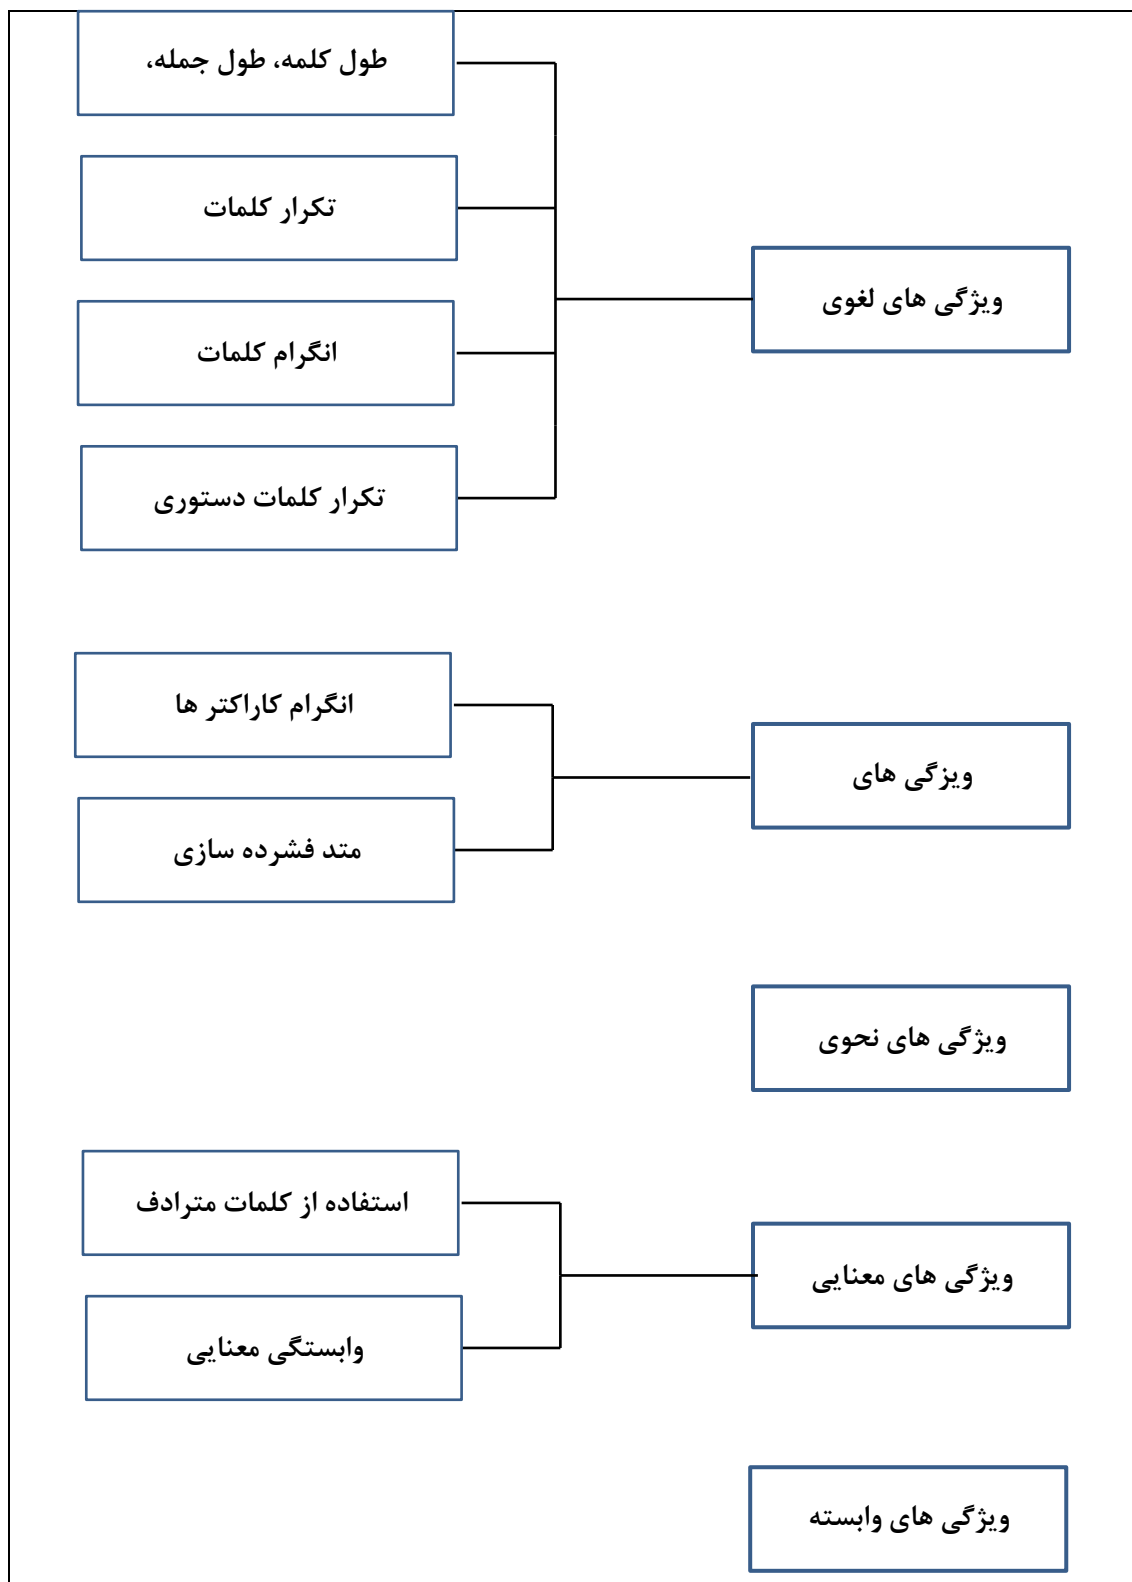 ویژگی های لغوی
طول کلمه، طول جمله،
تکرار کلمات
انگرام کلمات
تکرار کلمات دستوری
ویزگی های
انگرام کاراکتر ها
متد فشرده سازی
ویژگی های نحوی
ویژگی های معنایی
استفاده از کلمات مترادف
وابستگی معنایی
ویژگی های وابسته